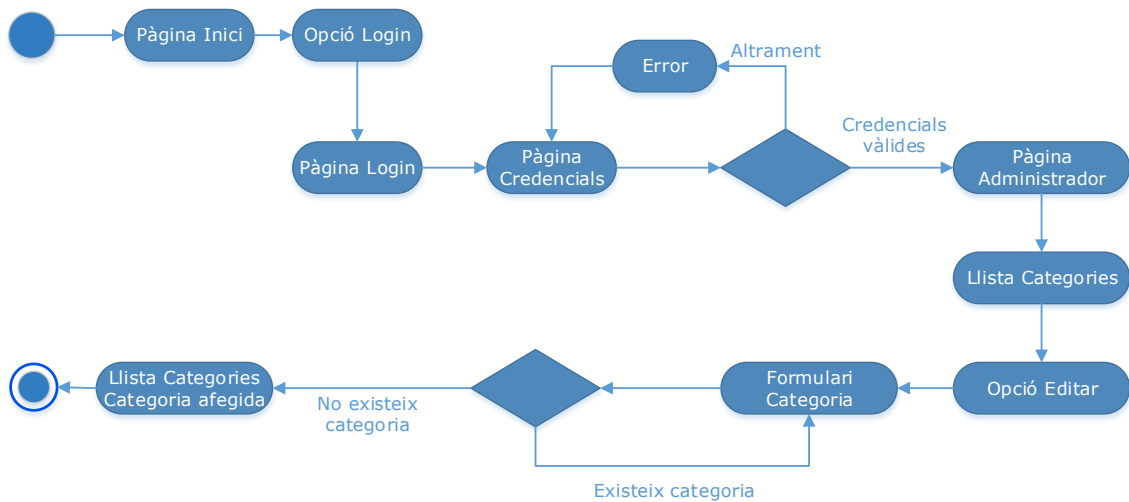 Pàgina Inici
Opció Login
Error
Altrament
Pàgina Login
Pàgina
Credencials
Credencials
vàlides
Pàgina
Administrador
Llista Categories
Opció Editar
Formulari
Categoria
Existeix categoria
No existeix
categoria
Llista Categories
Categoria afegida